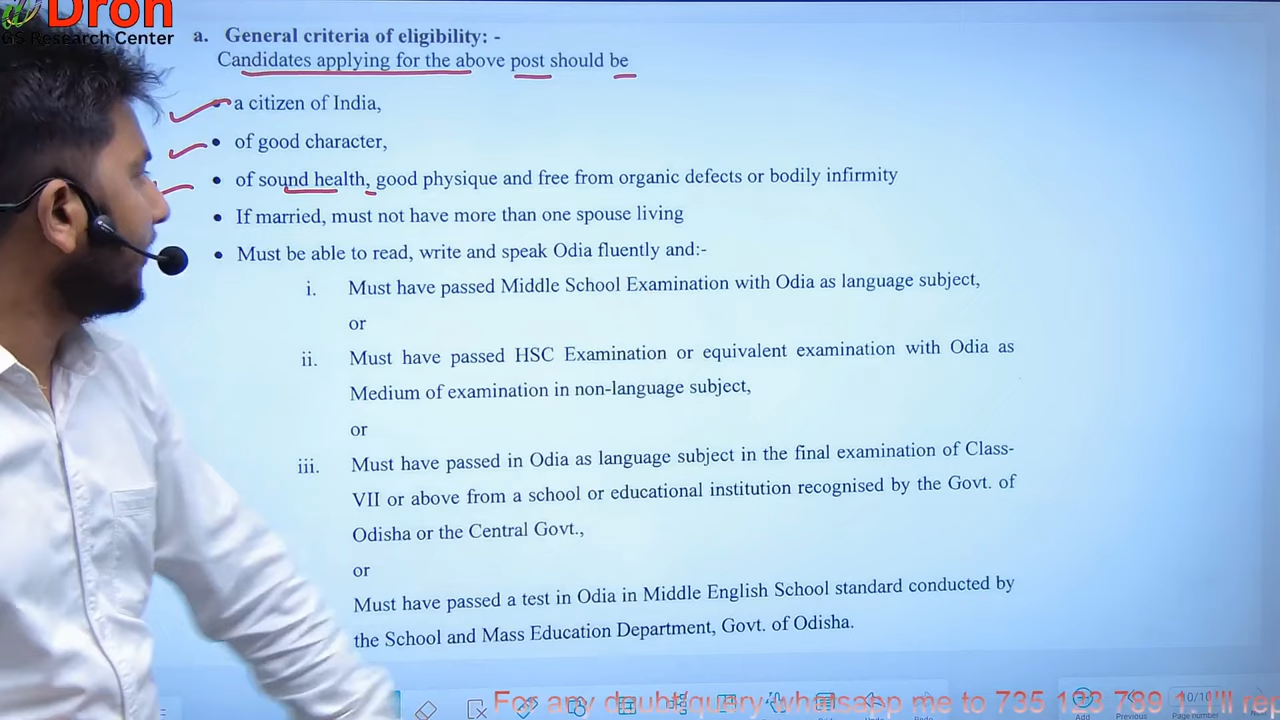 Dron
GS Research Center
a. General criteria of eligibility: -
Candidates applying for the above post should be
• a citizen of India,
• of good character,
• of sound health, good physique and free from organic defects or bodily infirmity
• If married, must not have more than one spouse living
• Must be able to read, write and speak Odia fluently and:-
i. Must have passed Middle School Examination with Odia as language subject,
or
ii. Must have passed HSC Examination or equivalent examination with Odia as
Medium of examination in non-language subject,
or
iii. Must have passed in Odia as language subject in the final examination of Class-
VII or above from a school or educational institution recognised by the Govt. of
Odisha or the Central Govt.,
or
Must have passed a test in Odia in Middle English School standard conducted by
the School and Mass Education Department, Govt. of Odisha.
For any doubt/query whatsapp me to 735 123 789 1. I'll rep
Add Previous Page number